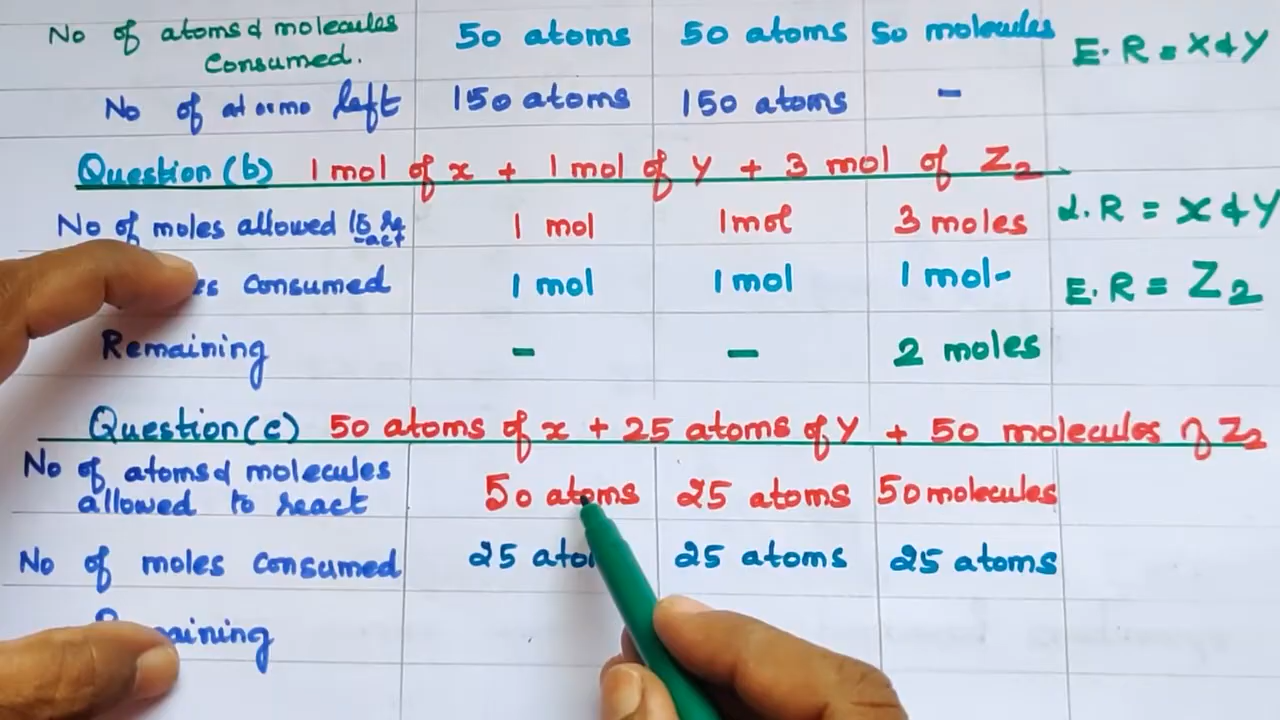 No of atoms & molecules 50 atoms 50 atoms 50 molecules E.R = X & Y
Consumed.
No of left 150 atoms 150 atoms -
Question (b) 1 mol of x + 1 mol of Y + 3 mol of Z2
No of moles allowed to re 1 mol 1 mol 3 moles L.R = X & Y
-act
es consumed 1 mol 1 mol 1 mol- E.R = Z2
Remaining - - 2 moles
Question (c) 50 atoms of x + 25 atoms of Y + 50 molecules of Z2
No of atoms & molecules
allowed to react 50 atoms 25 atoms 50 molecules
No of moles consumed 25 ato 25 atoms 25 atoms
aining